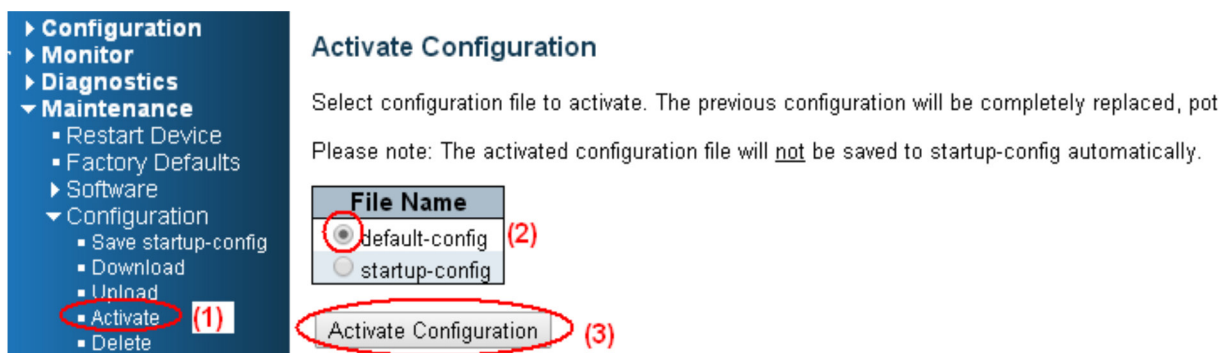 Configuration
Monitor
Diagnostics
Maintenance
Restart Device
Factory Defaults
Software
Configuration
Save startup-config
Download
Upload
Activate (1)
Delete
Activate Configuration
Select configuration file to activate. The previous configuration will be completely replaced, pot
Please note: The activated configuration file will not be saved to startup-config automatically.
File Name
default-config (2)
startup-config
Activate Configuration (3)